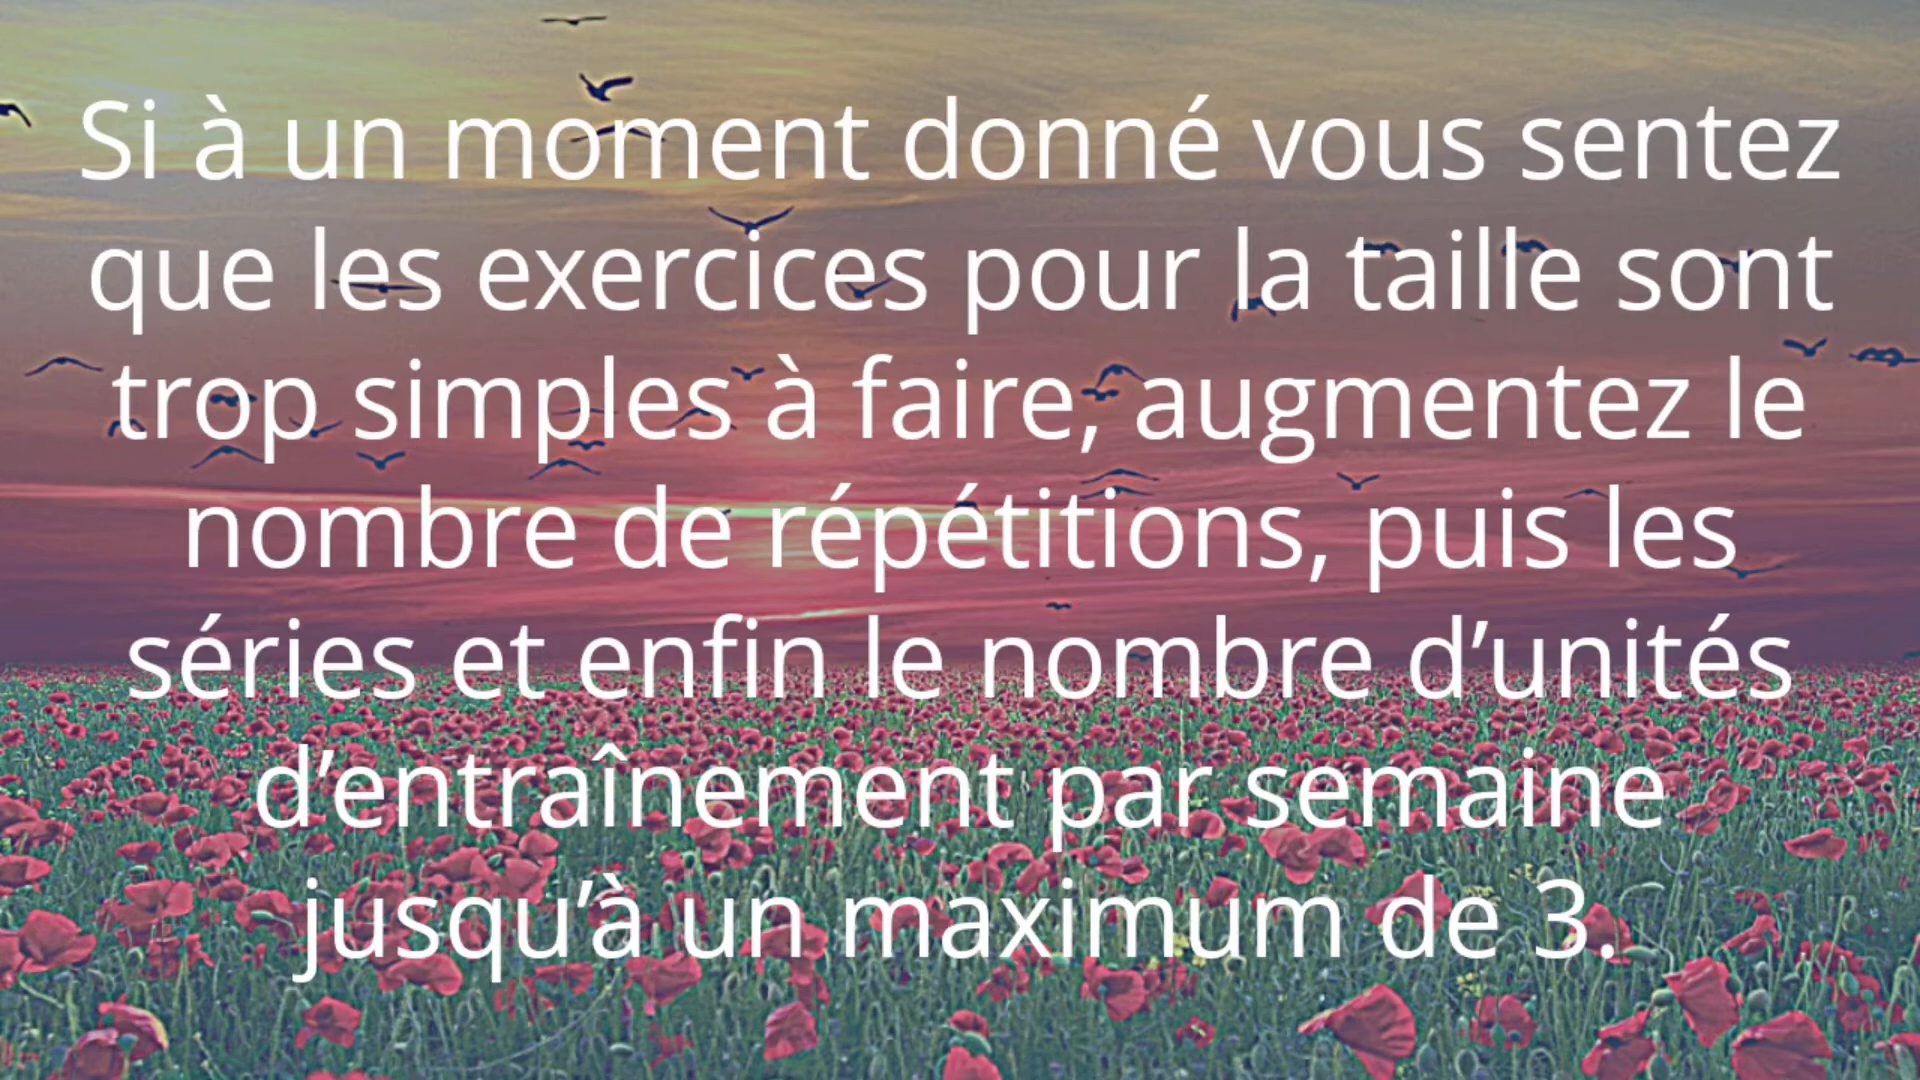 Si à un moment donné vous sentez
que les exercices pour la taille sont
trop simples à faire, augmentez le
nombre de répétitions, puis les
séries et enfin le nombre d’unités
d’entraînement par semaine
jusqu’à un maximum de 3.